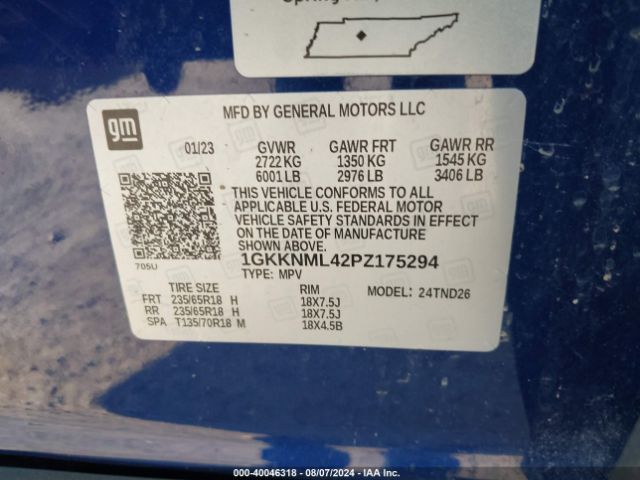 Spring
gm
MFD BY GENERAL MOTORS LLC
01/23 GVWR GAWR FRT GAWR RR
2722 KG 1350 KG 1545 KG
6001 LB 2976 LB 3406 LB
THIS VEHICLE CONFORMS TO ALL
APPLICABLE U.S. FEDERAL MOTOR
VEHICLE SAFETY STANDARDS IN EFFECT
ON THE DATE OF MANUFACTURE
SHOWN ABOVE.
705U
1GKKNML42PZ175294
TYPE: MPV
TIRE SIZE RIM MODEL: 24TND26
FRT 235/65R18 H 18X7.5J
RR 235/65R18 H 18X7.5J
SPA T135/70R18 M 18X4.5B
000-40046318 - 08/07/2024 - IAA Inc.